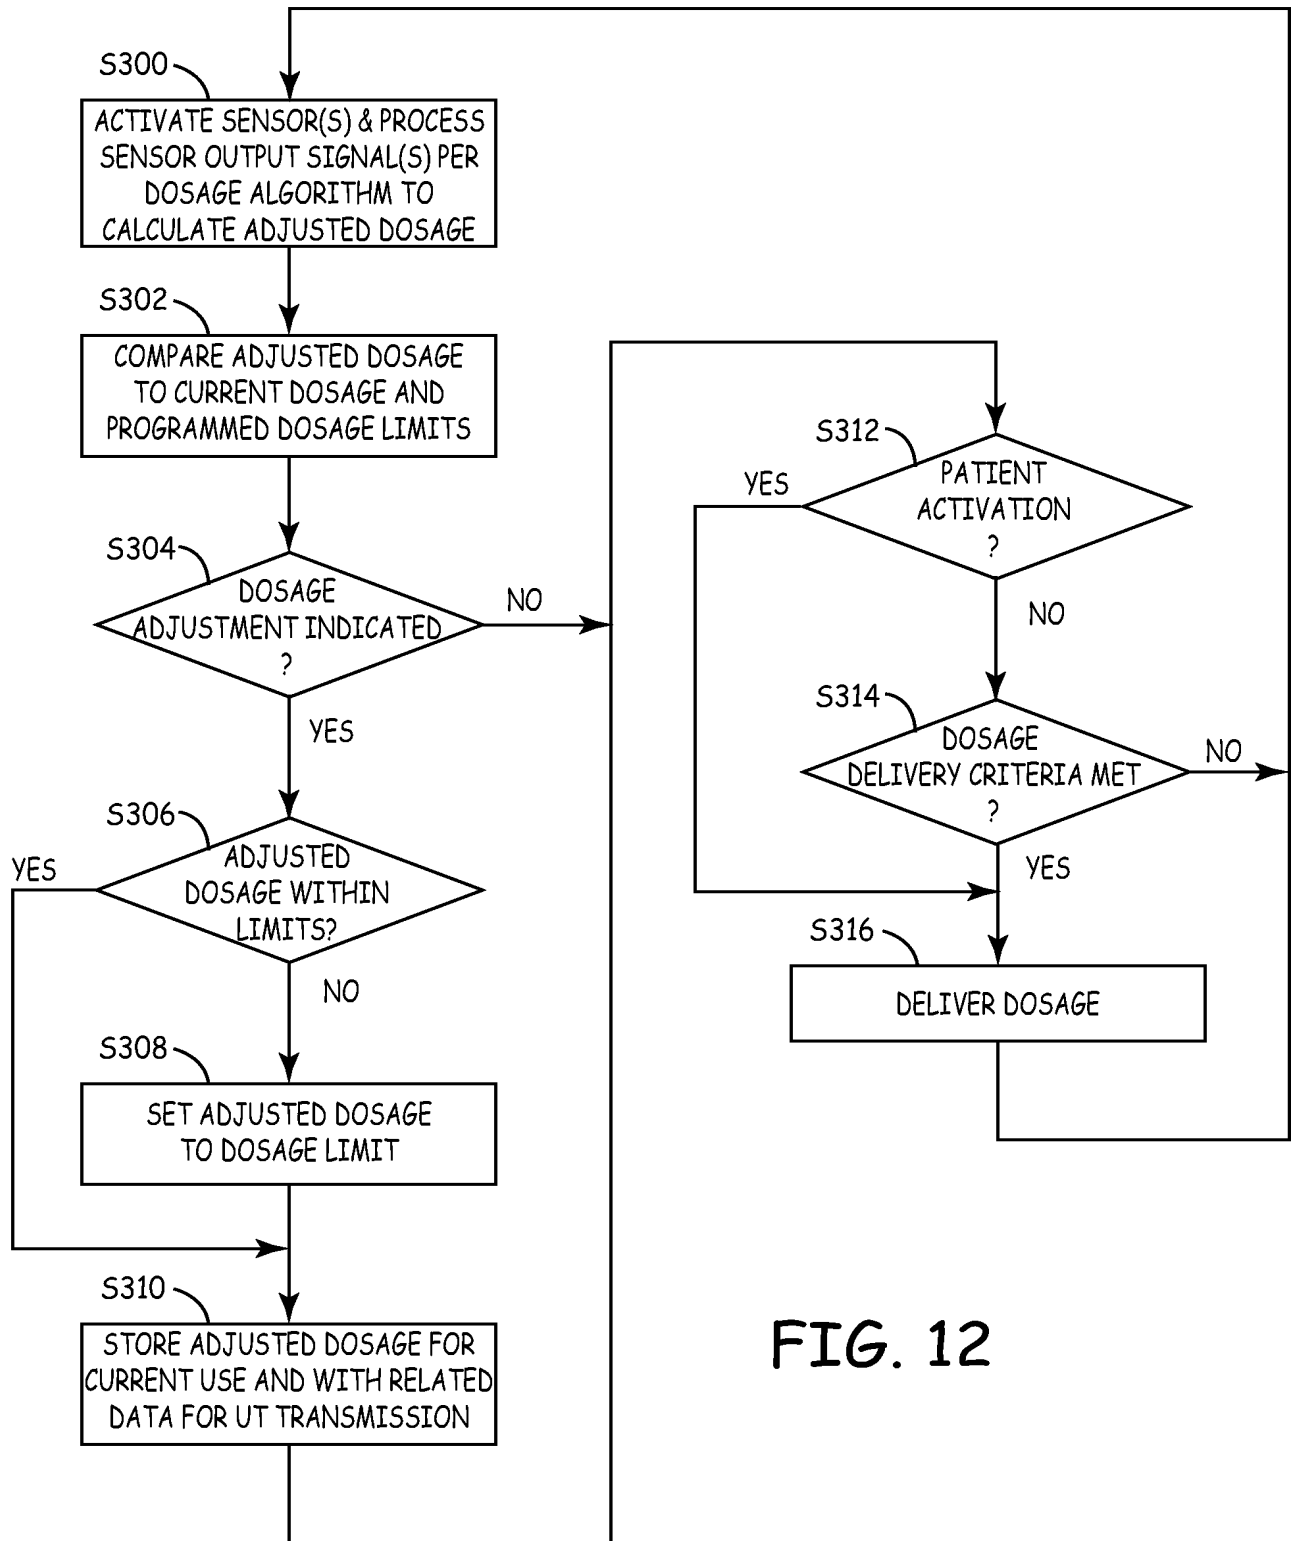 S300
ACTIVATE SENSOR(S) & PROCESS
SENSOR OUTPUT SIGNAL(S) PER
DOSAGE ALGORITHM TO
CALCULATE ADJUSTED DOSAGE
S302
COMPARE ADJUSTED DOSAGE
TO CURRENT DOSAGE AND
PROGRAMMED DOSAGE LIMITS
S304
DOSAGE
ADJUSTMENT INDICATED
?
NO
YES
S306
ADJUSTED
DOSAGE WITHIN
LIMITS?
YES
NO
S308
SET ADJUSTED DOSAGE
TO DOSAGE LIMIT
S310
STORE ADJUSTED DOSAGE FOR
CURRENT USE AND WITH RELATED
DATA FOR UT TRANSMISSION
S312
PATIENT
ACTIVATION
?
YES
NO
S314
DOSAGE
DELIVERY CRITERIA MET
?
NO
YES
S316
DELIVER DOSAGE
FIG. 12